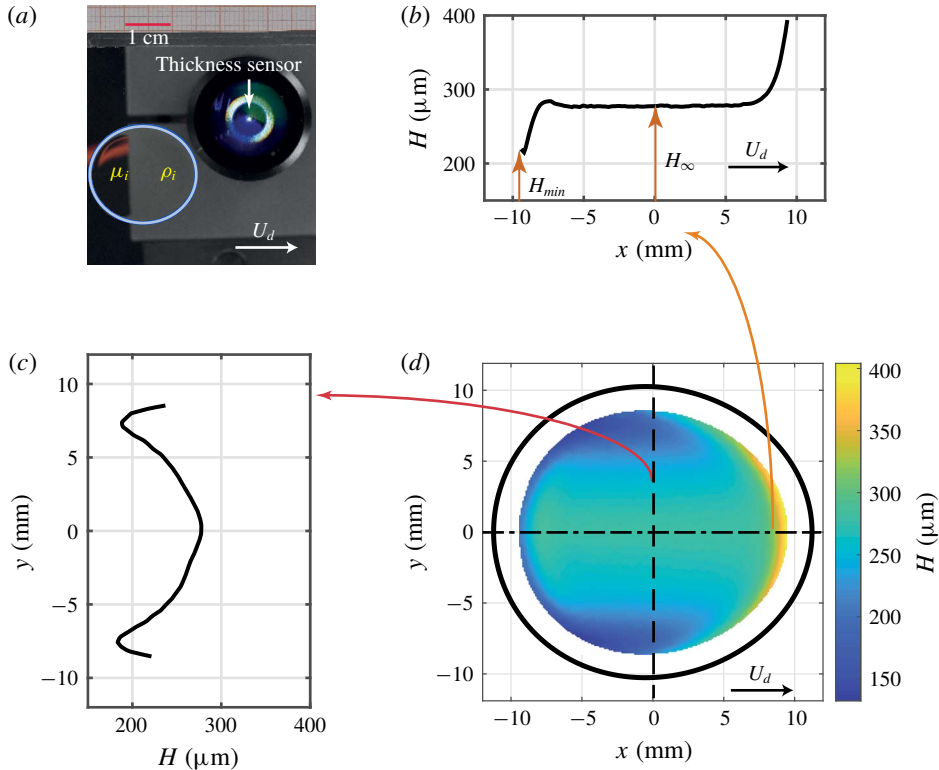 (a)
1 cm
Thickness sensor
μi ρi
Ud
(b)
400
300
200
H (μm)
Hmin
H∞
Ud
−10 −5 0 5 10
x (mm)
(c)
10
5
0
−5
−10
y (mm)
200 300 400
H (μm)
(d)
10
5
0
−5
−10
y (mm)
Ud
−10 −5 0 5 10
x (mm)
400
350
300
250
200
150
H (μm)